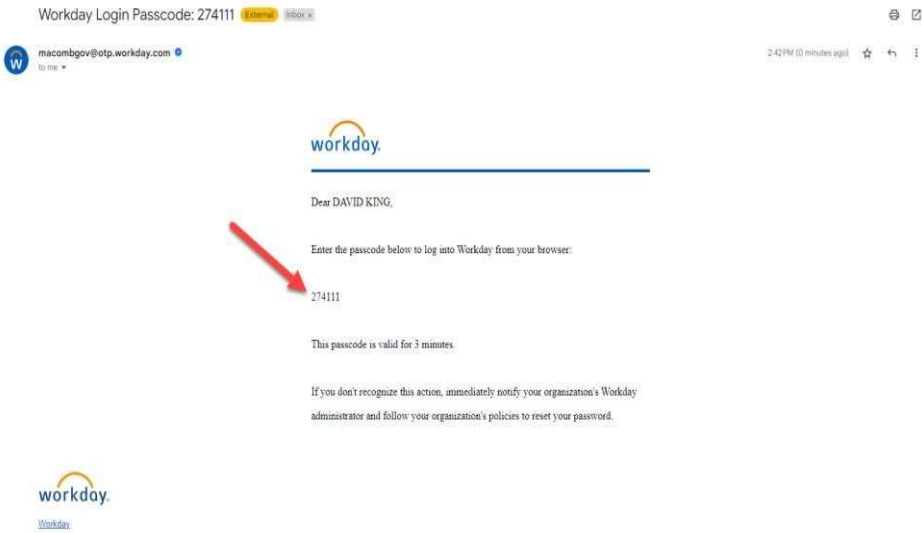 Workday Login Passcode: 274111 External Inbox x
macombgov@otp.workday.com
2:42 PM (0 minutes ago)
to me
workday.
Dear DAVID KING,
Enter the passcode below to log into Workday from your browser:
274111
This passcode is valid for 3 minutes.
If you don't recognize this action, immediately notify your organization's Workday
administrator and follow your organization's policies to reset your password.
workday.
Workday